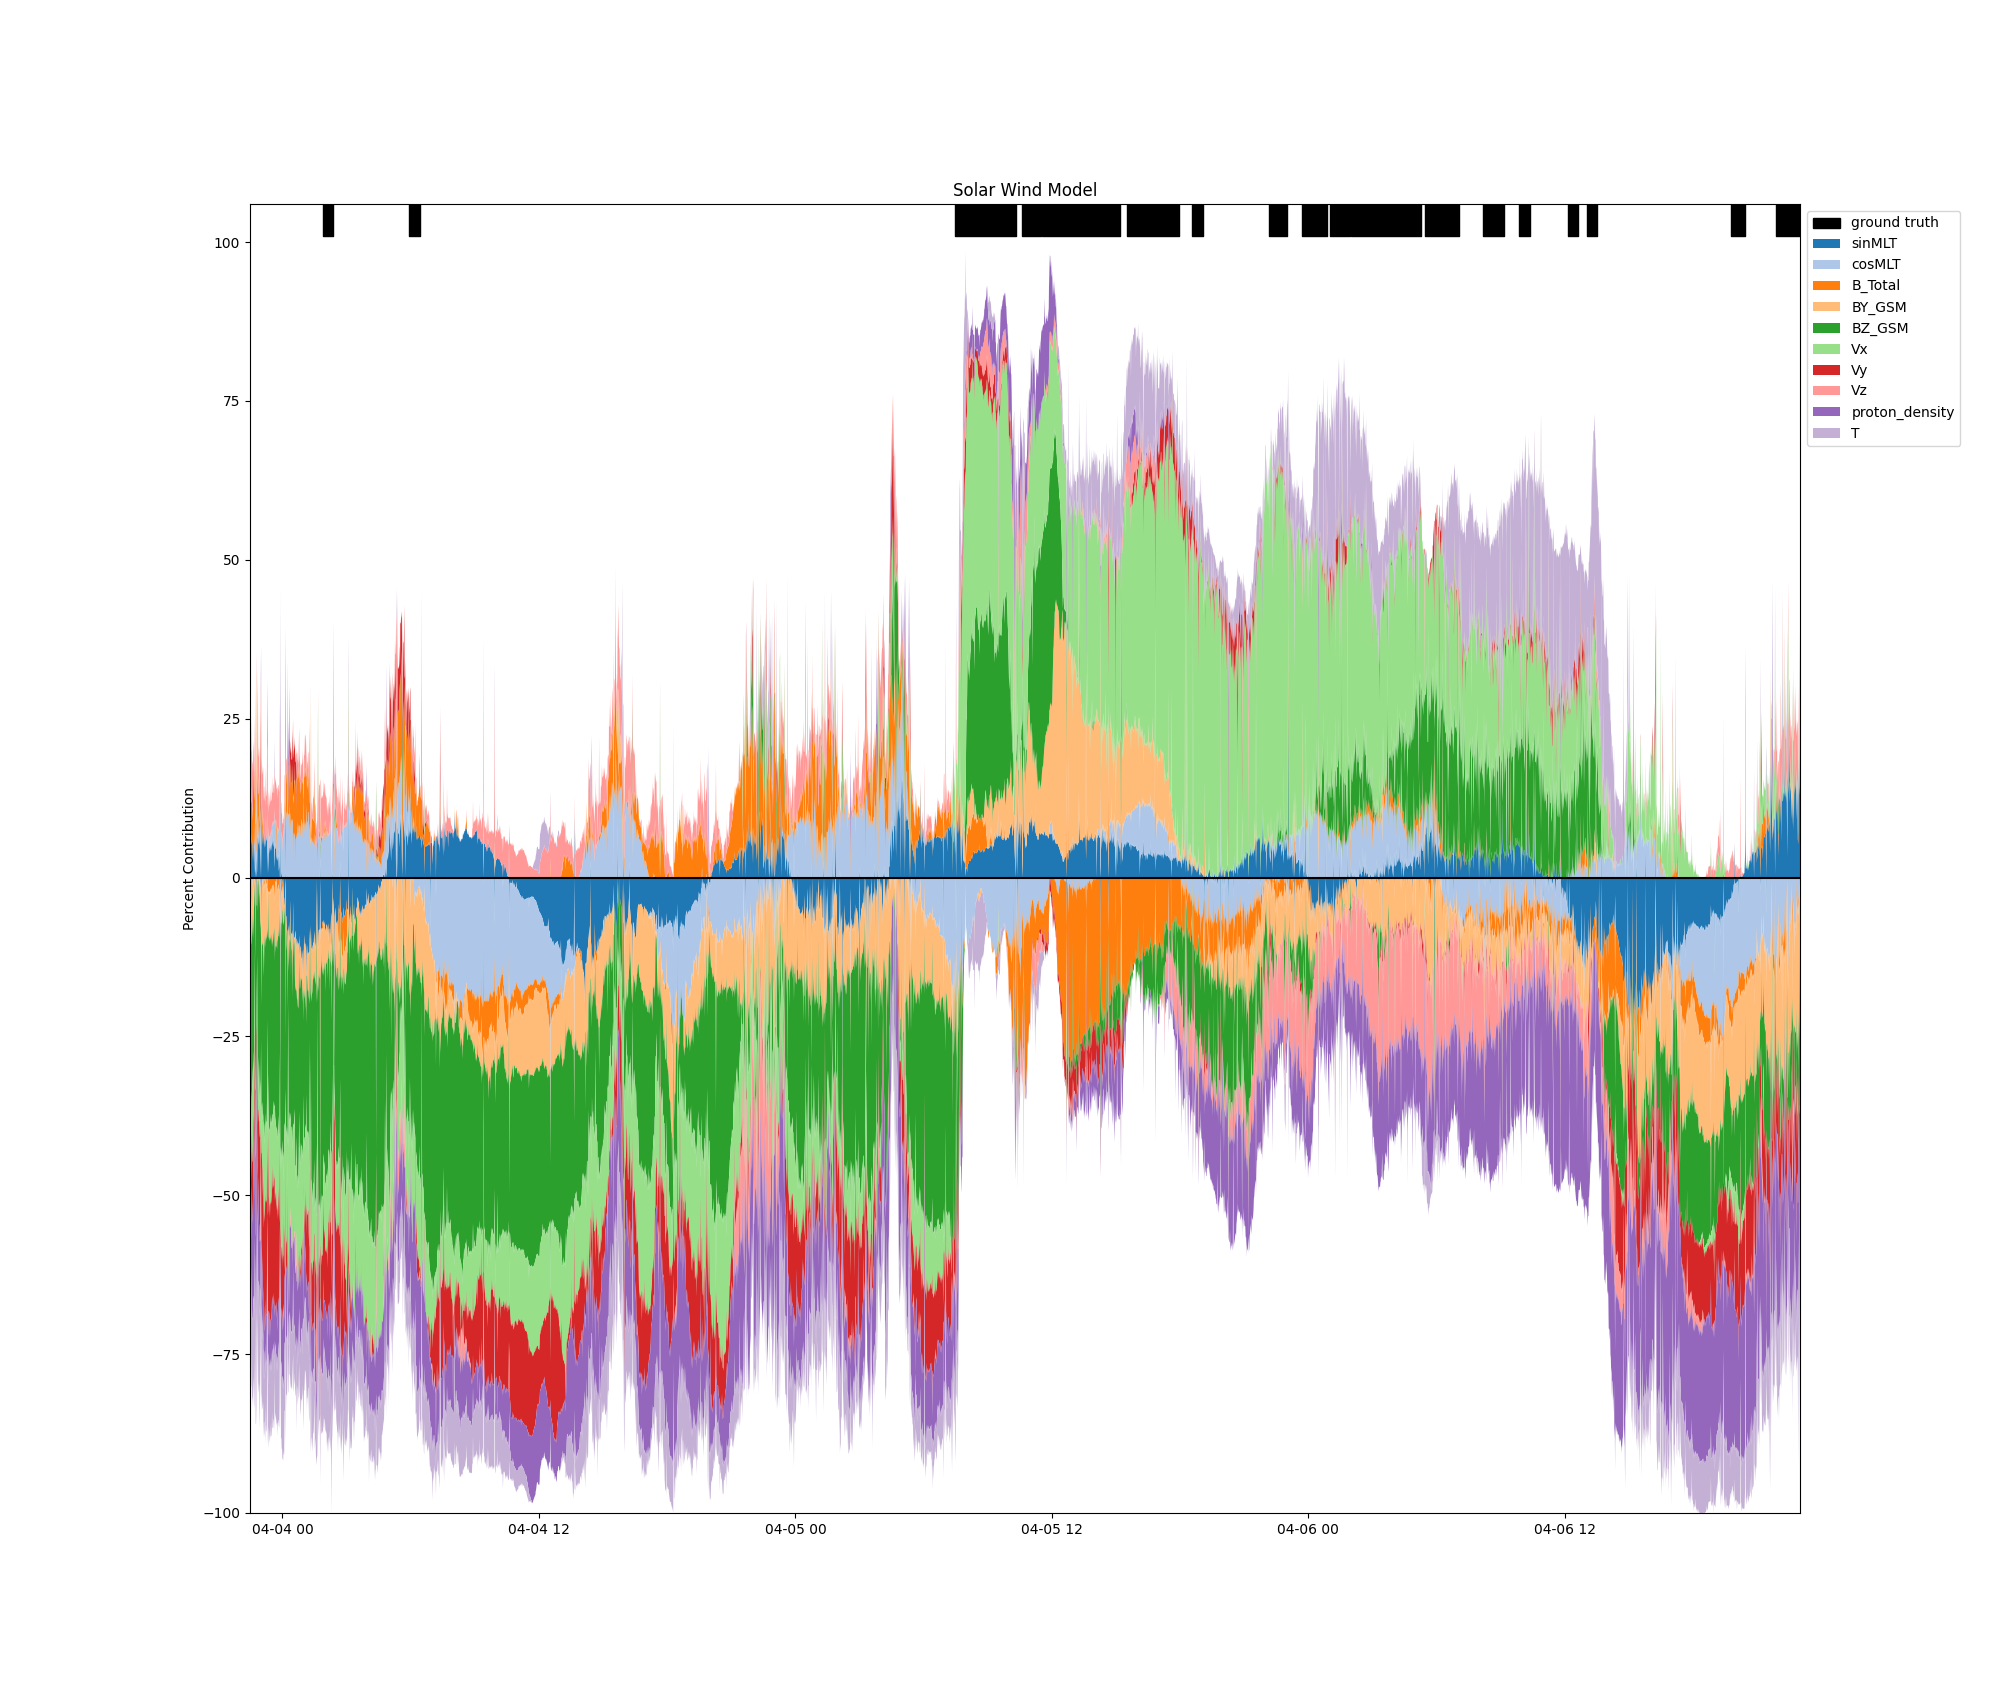 Solar Wind Model
100
75
50
25
0
−25
−50
−75
−100
Percent Contribution
04-04 00
04-04 12
04-05 00
04-05 12
04-06 00
04-06 12
ground truth
sinMLT
cosMLT
B_Total
BY_GSM
BZ_GSM
Vx
Vy
Vz
proton_density
T